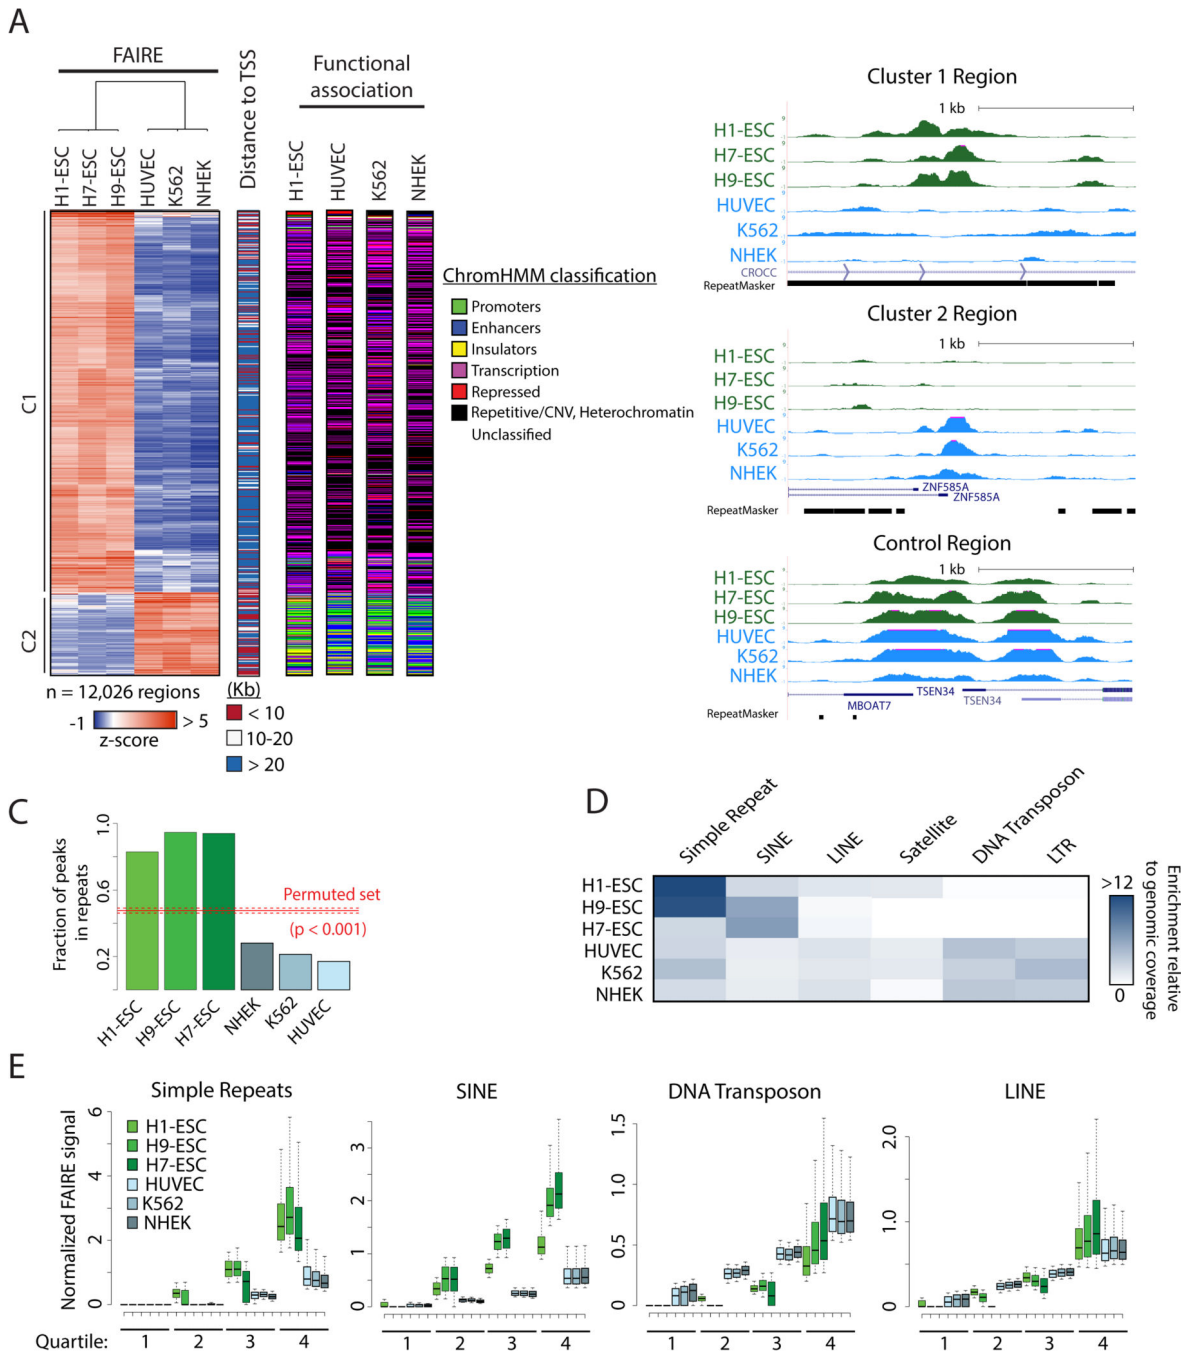 A
FAIRE
Distance to TSS
Functional
association
H1-ESC
H7-ESC
H9-ESC
HUVEC
K562
NHEK
H1-ESC
HUVEC
K562
NHEK
C1
C2
n = 12,026 regions
-1
> 5
z-score
(Kb)
< 10
10-20
> 20
ChromHMM classification
Promoters
Enhancers
Insulators
Transcription
Repressed
Repetitive/CNV, Heterochromatin
Unclassified
Cluster 1 Region
1 kb
H1-ESC
H7-ESC
H9-ESC
HUVEC
K562
NHEK
CROCC
RepeatMasker
Cluster 2 Region
1 kb
H1-ESC
H7-ESC
H9-ESC
HUVEC
K562
NHEK
ZNF585A
ZNF585A
RepeatMasker
Control Region
1 kb
H1-ESC
H7-ESC
H9-ESC
HUVEC
K562
NHEK
TSEN34
MBOAT7
TSEN34
RepeatMasker
C
Fraction of peaks
in repeats
1.0
0.6
0.2
Permuted set
(p < 0.001)
H1-ESC
H9-ESC
H7-ESC
NHEK
K562
HUVEC
D
Simple Repeat
SINE
LINE
Satellite
DNA Transposon
LTR
H1-ESC
H9-ESC
H7-ESC
HUVEC
K562
NHEK
>12
0
Enrichment relative
to genomic coverage
E
Simple Repeats
SINE
DNA Transposon
LINE
Normalized FAIRE signal
6
4
2
0
H1-ESC
H9-ESC
H7-ESC
HUVEC
K562
NHEK
3
2
1
0
1.5
1.0
0.5
0
2.0
1.0
0
Quartile:
1 2 3 4
1 2 3 4
1 2 3 4
1 2 3 4